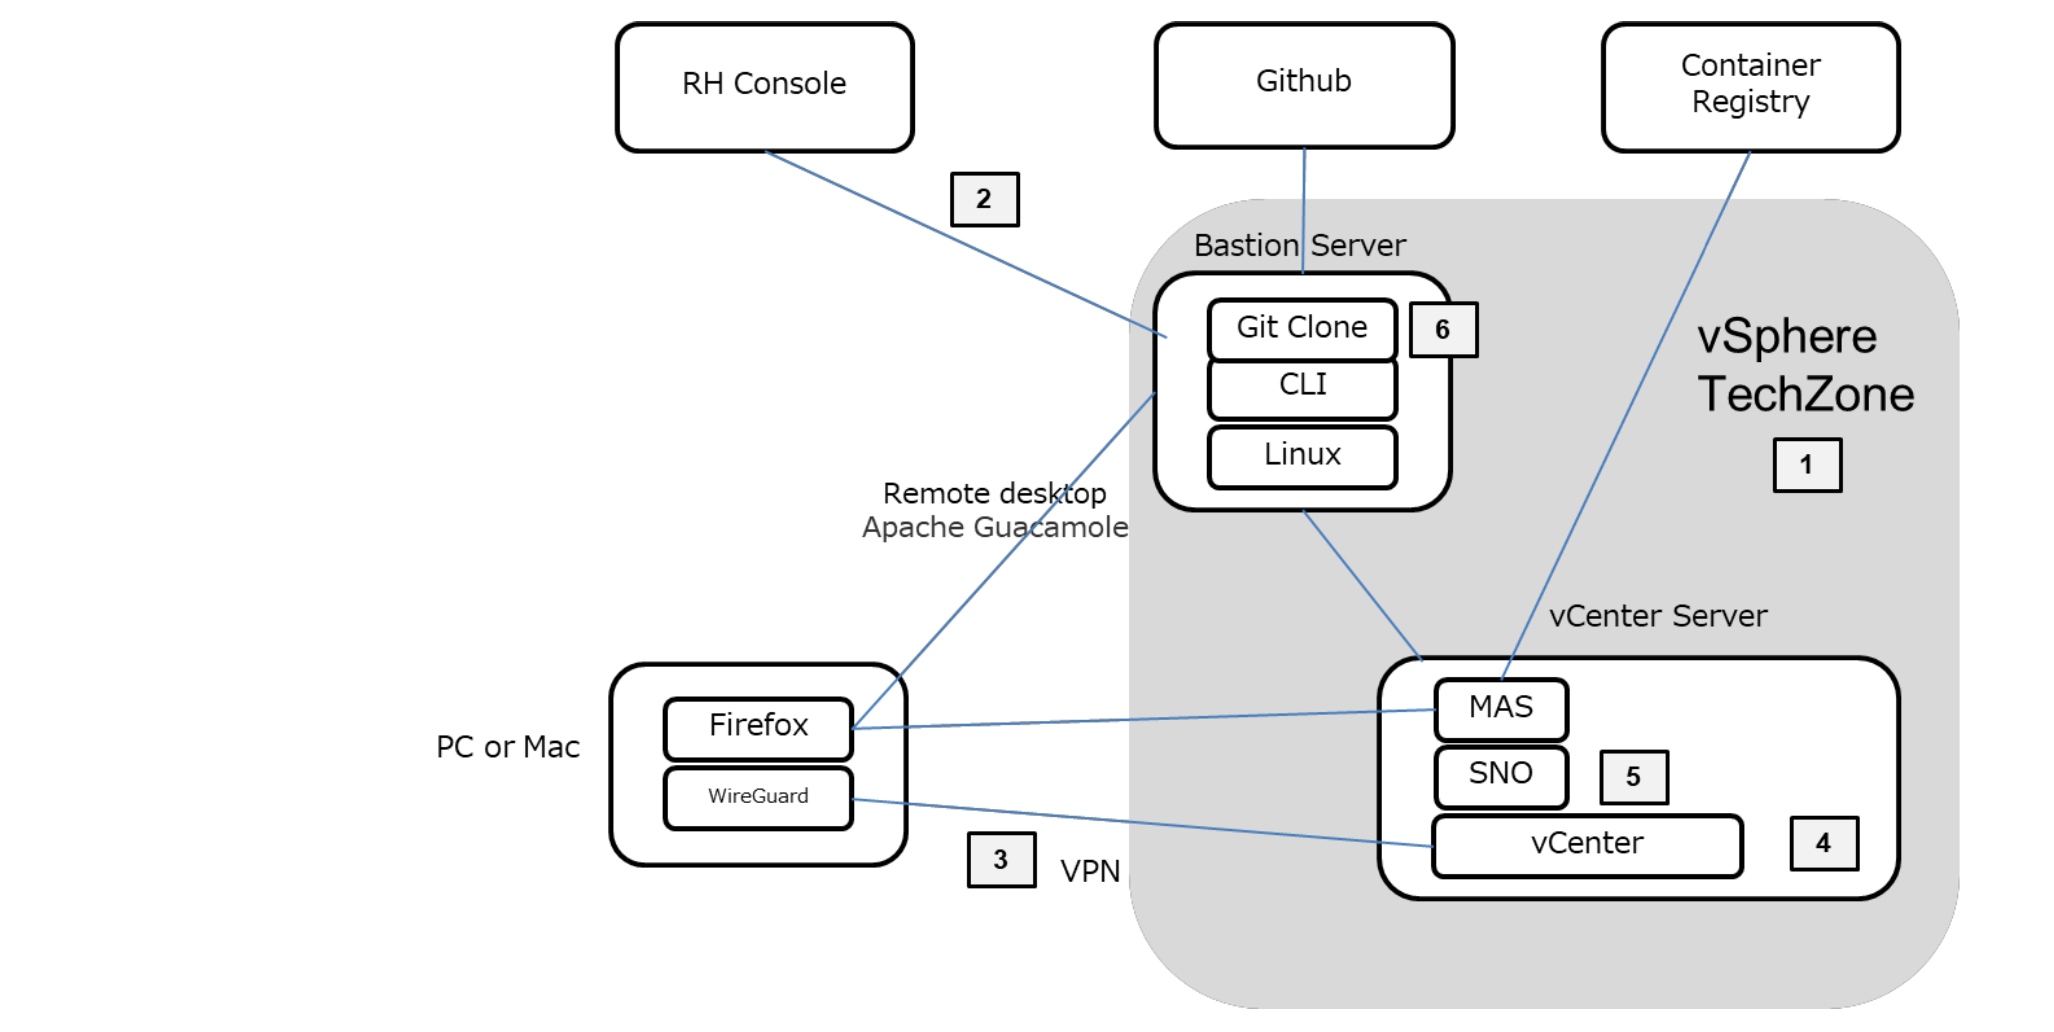 RH Console
Github
Container
Registry
2
Bastion Server
Git Clone
6
CLI
Linux
vSphere
TechZone
1
Remote desktop
Apache Guacamole
vCenter Server
PC or Mac
Firefox
WireGuard
MAS
SNO
5
vCenter
4
3
VPN